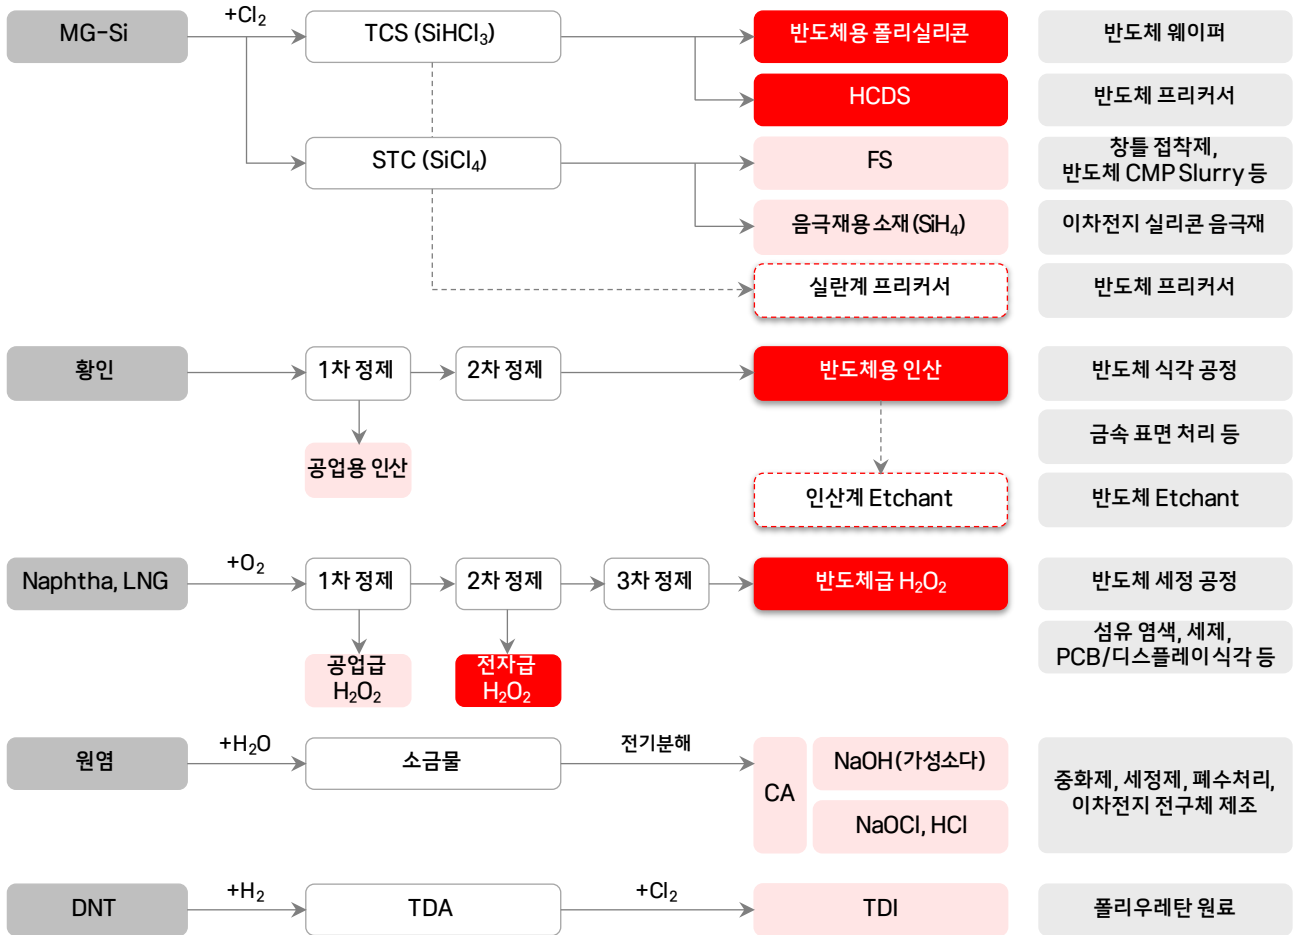 MG-Si
+Cl₂
TCS (SiHCl₃)
반도체용 폴리실리콘
반도체 웨이퍼
HCDS
반도체 프리커서
STC (SiCl₄)
FS
창틀 접착제,
반도체 CMP Slurry 등
음극재용 소재(SiH₄)
이차전지 실리콘 음극재
실란계 프리커서
반도체 프리커서
황인
1차 정제
2차 정제
반도체용 인산
반도체 식각 공정
공업용 인산
금속 표면 처리 등
인산계 Etchant
반도체 Etchant
Naphtha, LNG
+O₂
1차 정제
2차 정제
3차 정제
반도체급 H₂O₂
반도체 세정 공정
공업급
H₂O₂
전자급
H₂O₂
섬유 염색, 세제,
PCB/디스플레이식각 등
원염
+H₂O
소금물
전기분해
CA
NaOH(가성소다)
NaOCl, HCl
중화제, 세정제, 폐수처리,
이차전지 전구체 제조
DNT
+H₂
TDA
+Cl₂
TDI
폴리우레탄 원료